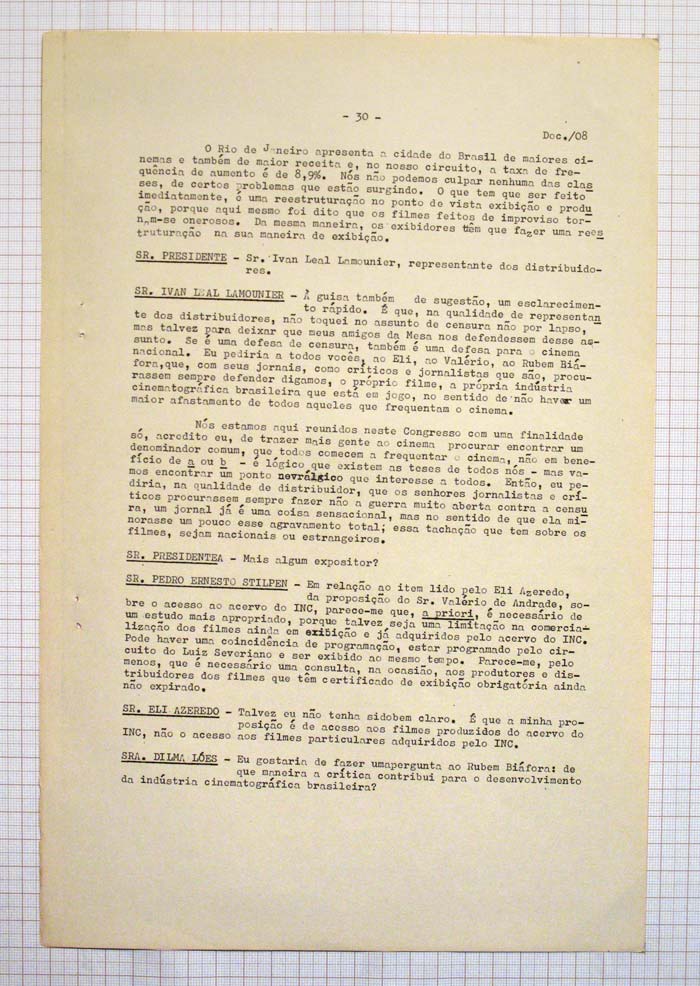 - 30 -
Doc./08
O Rio de Janeiro apresenta a cidade do Brasil de maiores ci-
nemas e também de maior receita e, no nosso circuito, a taxa de fre-
quência de aumento é de 8,9%. Nós não podemos culpar nenhuma das clas
ses, de certos problemas que estão surgindo. O que tem que ser feito
imediatamente, é uma reestruturação no ponto de vista exibição e produ
ção, porque aqui mesmo foi dito que os filmes feitos de improviso tor-
nam-se onerosos. Da mesma maneira, os exibidores têm que fazer uma rees
truturação na sua maneira de exibição.
SR. PRESIDENTE - Sr. Ivan Leal Lamounier, representante dos distribuido-
res.
SR. IVAN LEAL LAMOUNIER - À guisa também de sugestão, um esclarecimen-
to rápido. É que, na qualidade de representan
te dos distribuidores, não toquei no assunto de censura não por lapso,
mas talvez para deixar que meus amigos da Mesa nos defendessem desse as-
sunto. Se é uma defesa de censura, também é uma defesa para o cinema
nacional. Eu pediria a todos vocês, ao Eli, ao Valério, ao Rubem Biá-
fora,que, com seus jornais, como críticos e jornalistas que são, procu-
rassem sempre defender digamos, o próprio filme, a própria indústria
cinematográfica brasileira que está em jogo, no sentido de não haver um
maior afastamento de todos aqueles que frequentam o cinema.
Nós estamos aqui reunidos neste Congresso com uma finalidade
só, acredito eu, de trazer mais gente ao cinema procurar encontrar um
denominador comum, que todos comecem a frequentar o cinema, não em bene-
fício de a ou b - é lógico que existem as teses de todos nós - mas va-
mos encontrar um ponto nevrálgico que interesse a todos. Então, eu pe-
diria, na qualidade de distribuidor, que os senhores jornalistas e crí-
ticos procurassem sempre fazer não a guerra muito aberta contra a censu
ra, um jornal já é uma coisa sensacional, mas no sentido de que ela mi-
norasse um pouco esse agravamento total; essa tachação que tem sobre os
filmes, sejam nacionais ou estrangeiros.
SR. PRESIDENTEA - Mais algum expositor?
SR. PEDRO ERNESTO STILPEN - Em relação ao item lido pelo Eli Azeredo,
da proposição do Sr. Valério de Andrade, so-
bre o acesso ao acervo do INC, parece-me que, a priori, é necessário de
um estudo mais apropriado, porque talvez seja uma limitação na comercia-
lização dos filmes ainda em exibição e já adquiridos pelo acervo do INC.
Pode haver uma coincidência de programação, estar programado pelo cir-
cuito do Luiz Severiano e ser exibido ao mesmo tempo. Parece-me, pelo
menos, que é necessário uma consulta, na ocasião, aos produtores e dis-
tribuidores dos filmes que têm certificado de exibição obrigatória ainda
não expirado.
SR. ELI AZEREDO - Talvez eu não tenha sidobem claro. É que a minha pro-
posição é de acesso aos filmes produzidos do acervo do
INC, não o acesso aos filmes particulares adquiridos pelo INC.
SRA. DILMA LÓES - Eu gostaria de fazer umapergunta ao Rubem Biáfora: de
que maneira a crítica contribui para o desenvolvimento
da indústria cinematográfica brasileira?